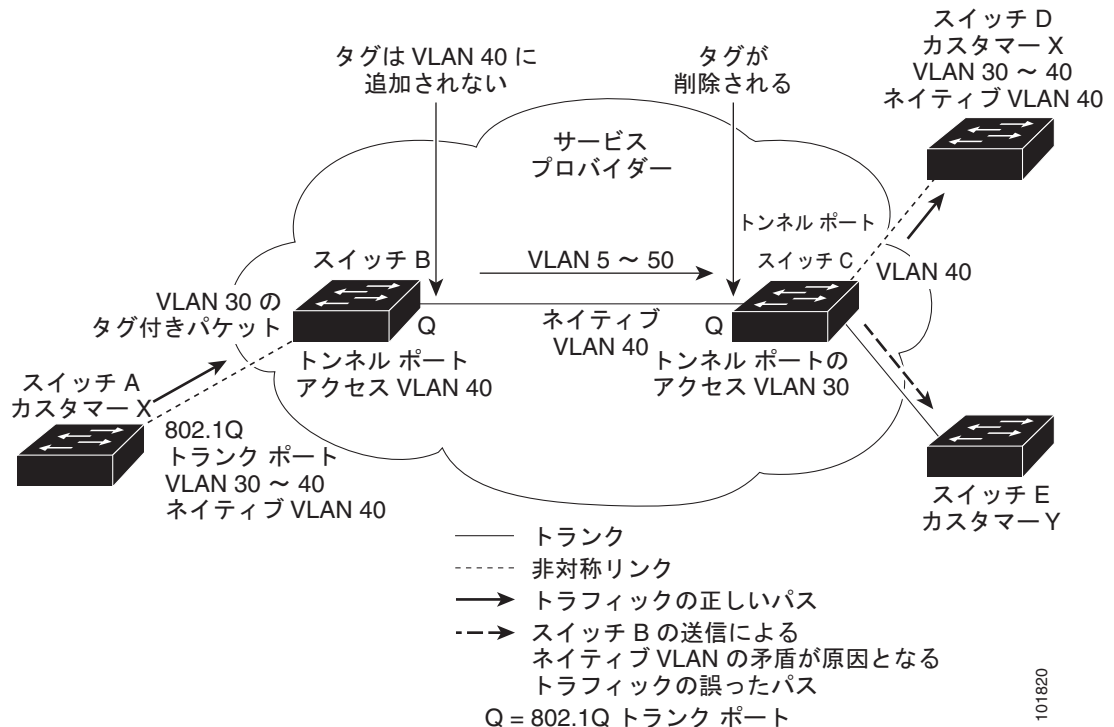 スイッチ D
カスタマー X
VLAN 30 ～ 40
ネイティブ VLAN 40
タグは VLAN 40 に
追加されない
タグが
削除される
サービス
プロバイダー
トンネル ポート
スイッチ B
VLAN 5 ～ 50
スイッチ C
VLAN 40
VLAN 30 の
タグ付きパケット
Q
ネイティブ
VLAN 40
Q
トンネル ポート
アクセス VLAN 40
トンネル ポートの
アクセス VLAN 30
スイッチ A
カスタマー X
802.1Q
トランク ポート
VLAN 30 ～ 40
ネイティブ VLAN 40
スイッチ E
カスタマー Y
トランク
非対称リンク
トラフィックの正しいパス
スイッチ B の送信による
ネイティブ VLAN の矛盾が原因となる
トラフィックの誤ったパス
Q = 802.1Q トランク ポート
101820